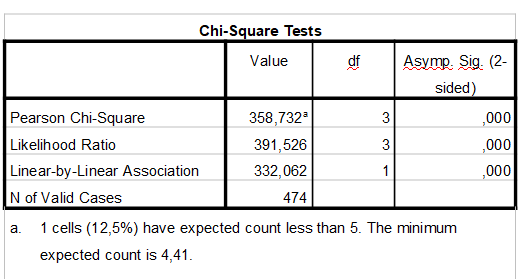 Chi-Square Tests
Value df Asymp. Sig. (2-
sided)
Pearson Chi-Square 358,732ª 3 ,000
Likelihood Ratio 391,526 3 ,000
Linear-by-Linear Association 332,062 1 ,000
N of Valid Cases 474
a. 1 cells (12,5%) have expected count less than 5. The minimum
expected count is 4,41.